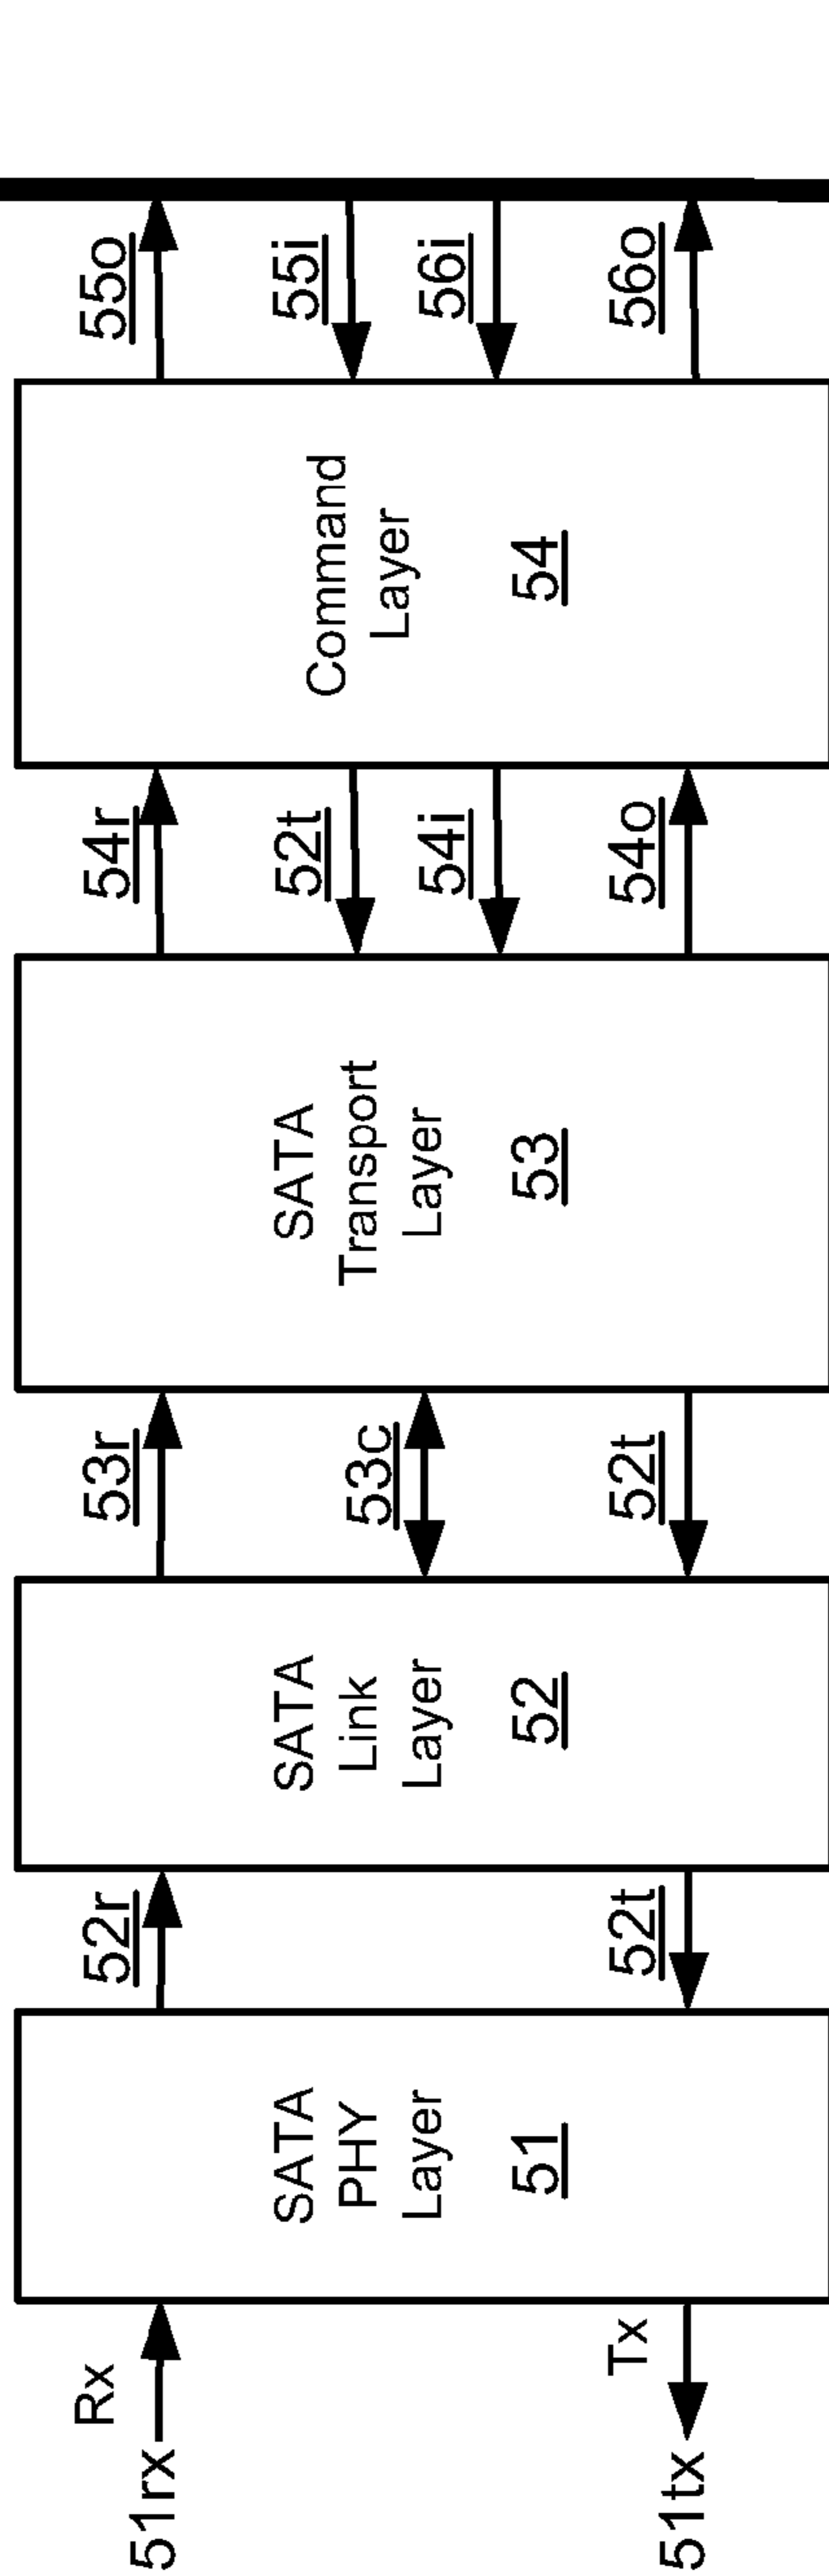 51rx
Rx
51tx
Tx
SATA
PHY
Layer
51
52r
52t
SATA
Link
Layer
52
53r
53c
52t
SATA
Transport
Layer
53
54r
52t
54i
54o
Command
Layer
54
55o
55i
56i
56o